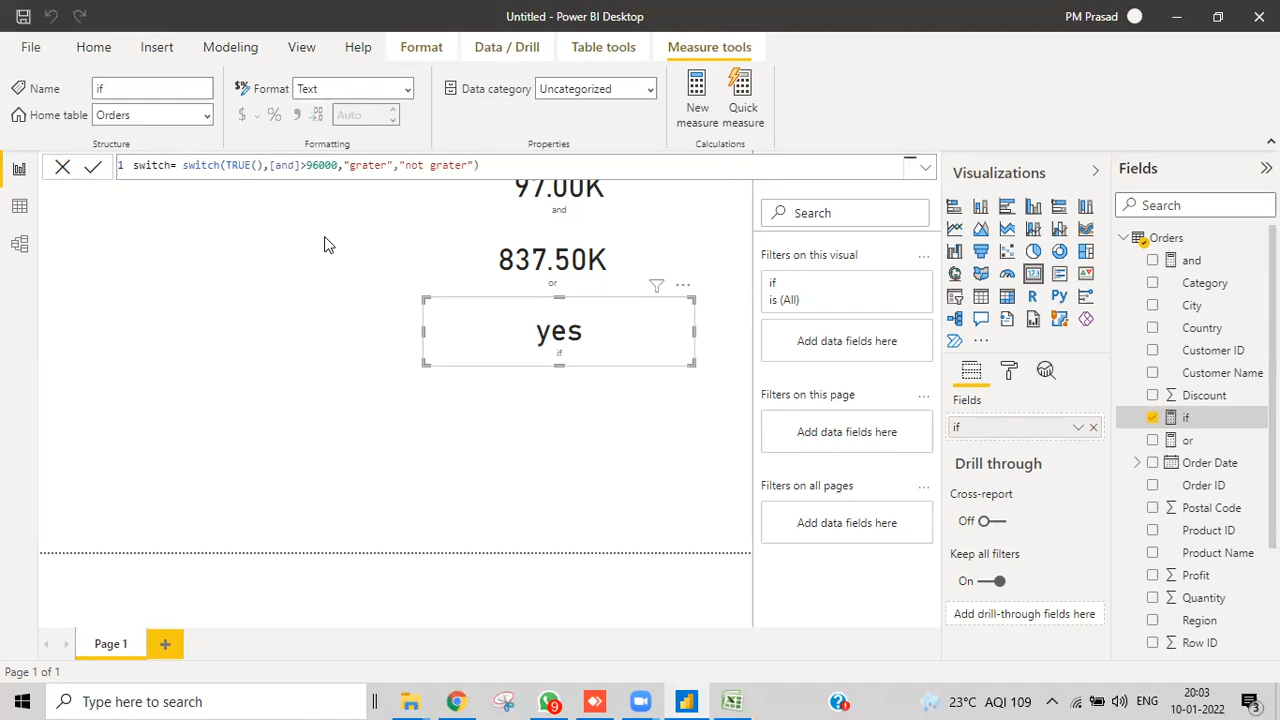 Untitled - Power BI Desktop
PM Prasad
File
Home
Insert
Modeling
View
Help
Format
Data / Drill
Table tools
Measure tools
Name
if
Home table
Orders
Structure
Format
Text
$
%
Auto
Formatting
Data category
Uncategorized
Properties
New measure
Quick measure
Calculations
1 switch= switch(TRUE(),[and]>96000,"grater","not grater")
97.00K
and
837.50K
or
yes
if
Search
Filters on this visual
if
is (All)
Add data fields here
Filters on this page
Add data fields here
Filters on all pages
Add data fields here
Visualizations
R
Py
Fields
if
Drill through
Cross-report
Off
Keep all filters
On
Add drill-through fields here
Fields
Search
Orders
and
Category
City
Country
Customer ID
Customer Name
Discount
if
or
Order Date
Order ID
Postal Code
Product ID
Product Name
Profit
Quantity
Region
Row ID
Page 1
Page 1 of 1
Type here to search
9
23°C AQI 109
ENG
20:03
10-01-2022
3